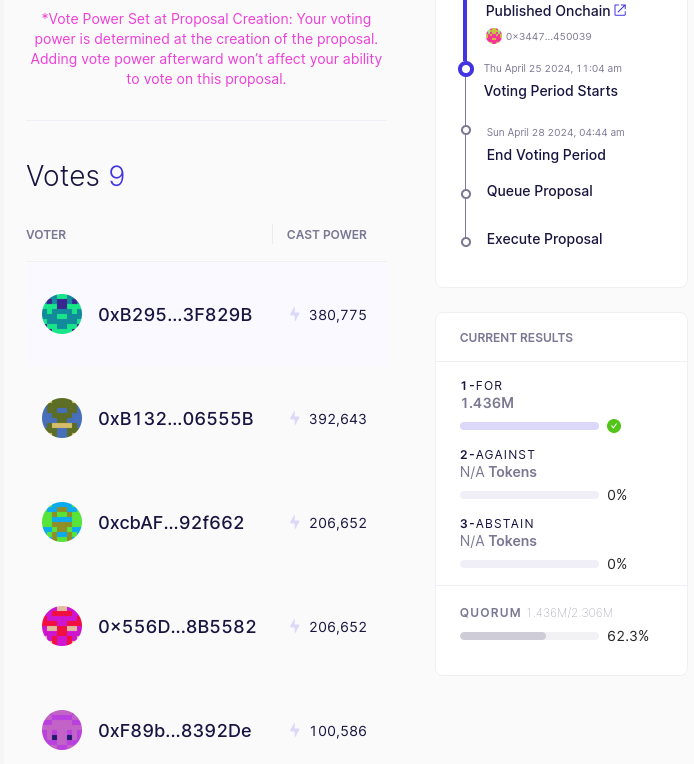 *Vote Power Set at Proposal Creation: Your voting
power is determined at the creation of the proposal.
Adding vote power afterward won't affect your ability
to vote on this proposal.
Votes 9
VOTER CAST POWER
0xB295...3F829B 380,775
0xB132...06555B 392,643
0xcbAF...92f662 206,652
0x556D...8B5582 206,652
0xF89b...8392De 100,586
Published Onchain
0x3447...450039
Thu April 25 2024, 11:04 am
Voting Period Starts
Sun April 28 2024, 04:44 am
End Voting Period
Queue Proposal
Execute Proposal
CURRENT RESULTS
1-FOR
1.436M
2-AGAINST
N/A Tokens
0%
3-ABSTAIN
N/A Tokens
0%
QUORUM 1.436M/2.306M
62.3%